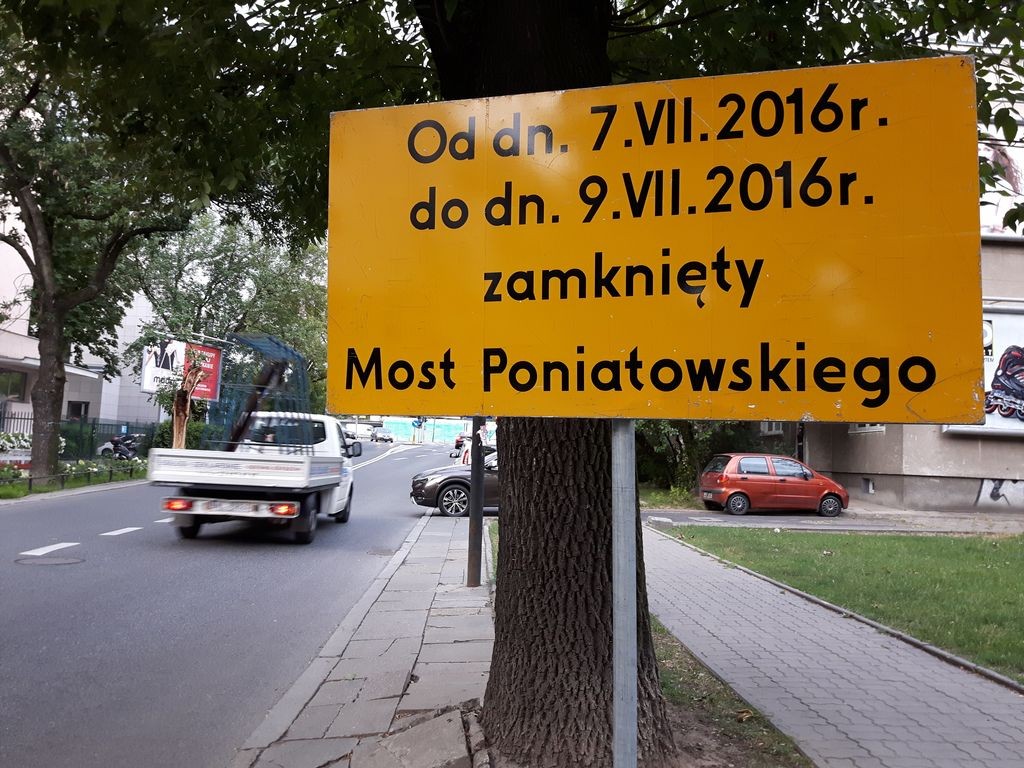 Od dn. 7.VII.2016r.
do dn. 9.VII.2016r.
zamknięty
Most Poniatowskiego